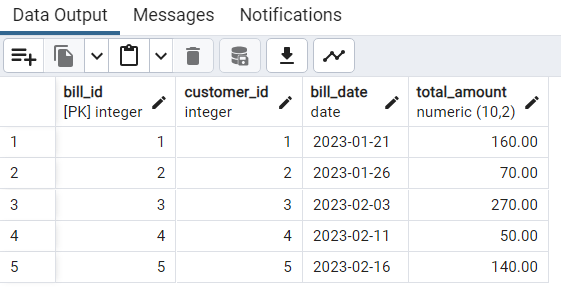 Data Output Messages Notifications
bill_id customer_id bill_date total_amount
[PK] integer integer date numeric (10,2)
1 1 1 2023-01-21 160.00
2 2 2 2023-01-26 70.00
3 3 3 2023-02-03 270.00
4 4 4 2023-02-11 50.00
5 5 5 2023-02-16 140.00